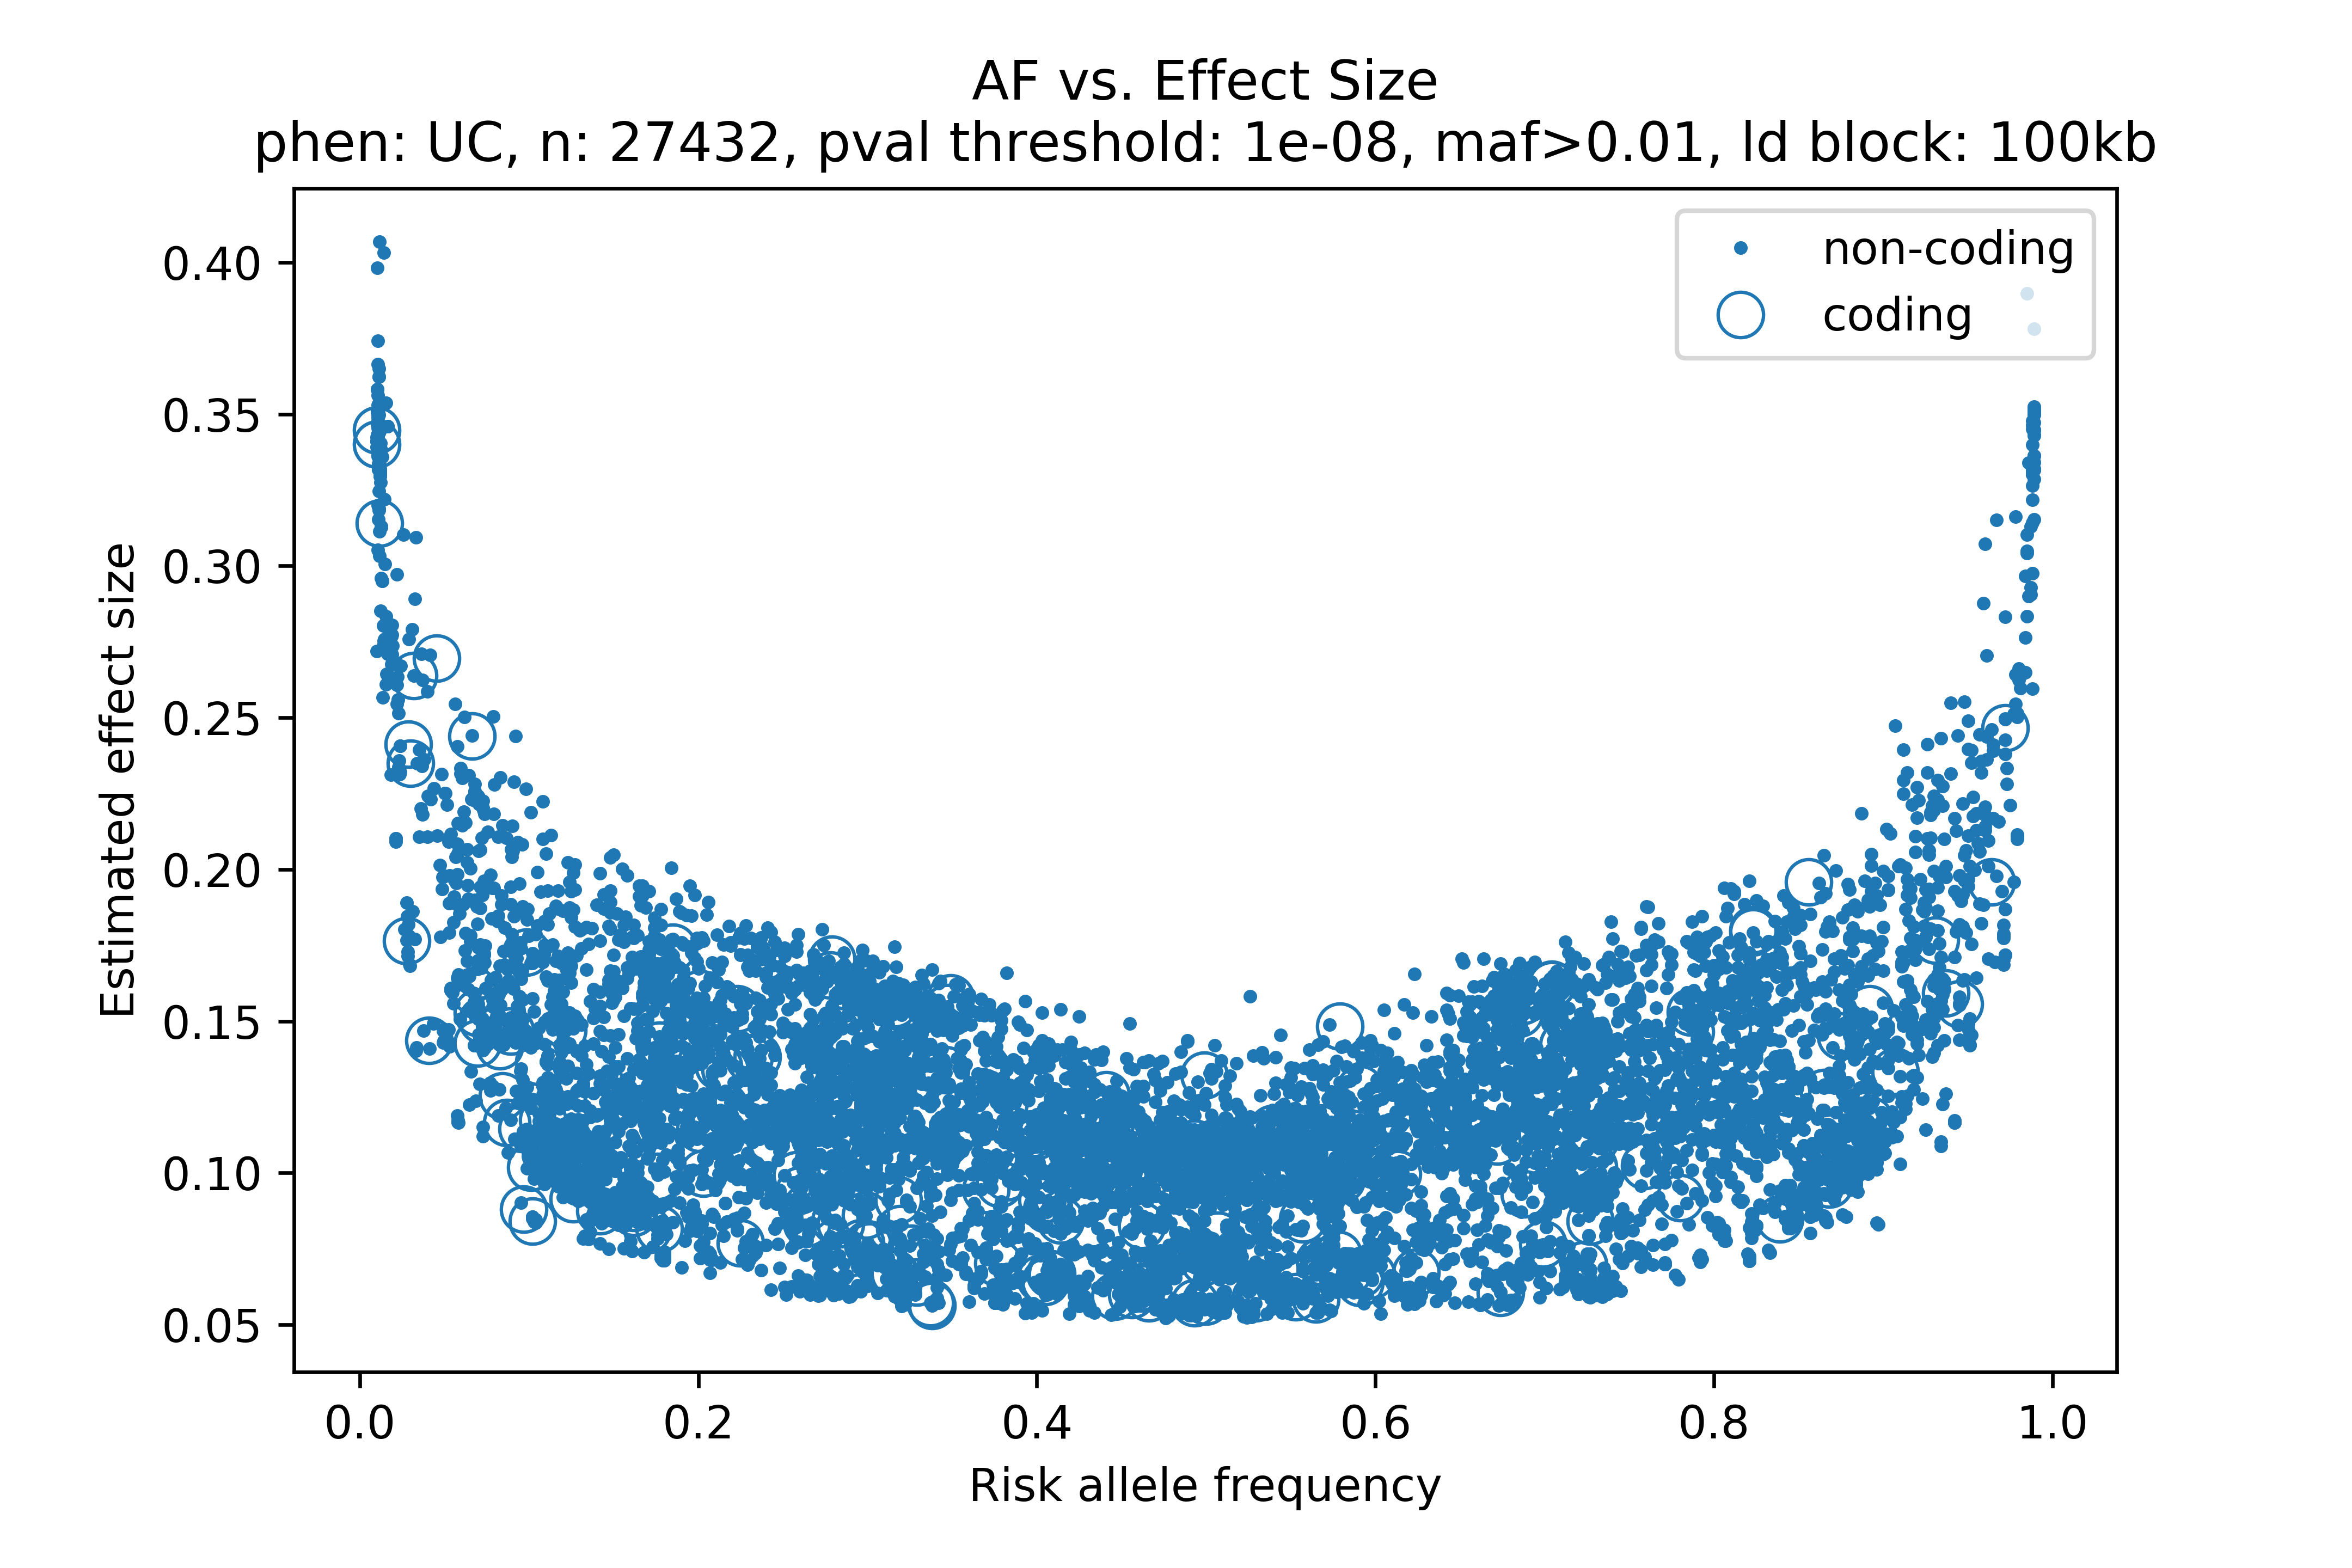 AF vs. Effect Size
phen: UC, n: 27432, pval threshold: 1e-08, maf>0.01, ld block: 100kb
non-coding
coding
0.40
0.35
0.30
0.25
0.20
0.15
0.10
0.05
Estimated effect size
0.0 0.2 0.4 0.6 0.8 1.0
Risk allele frequency